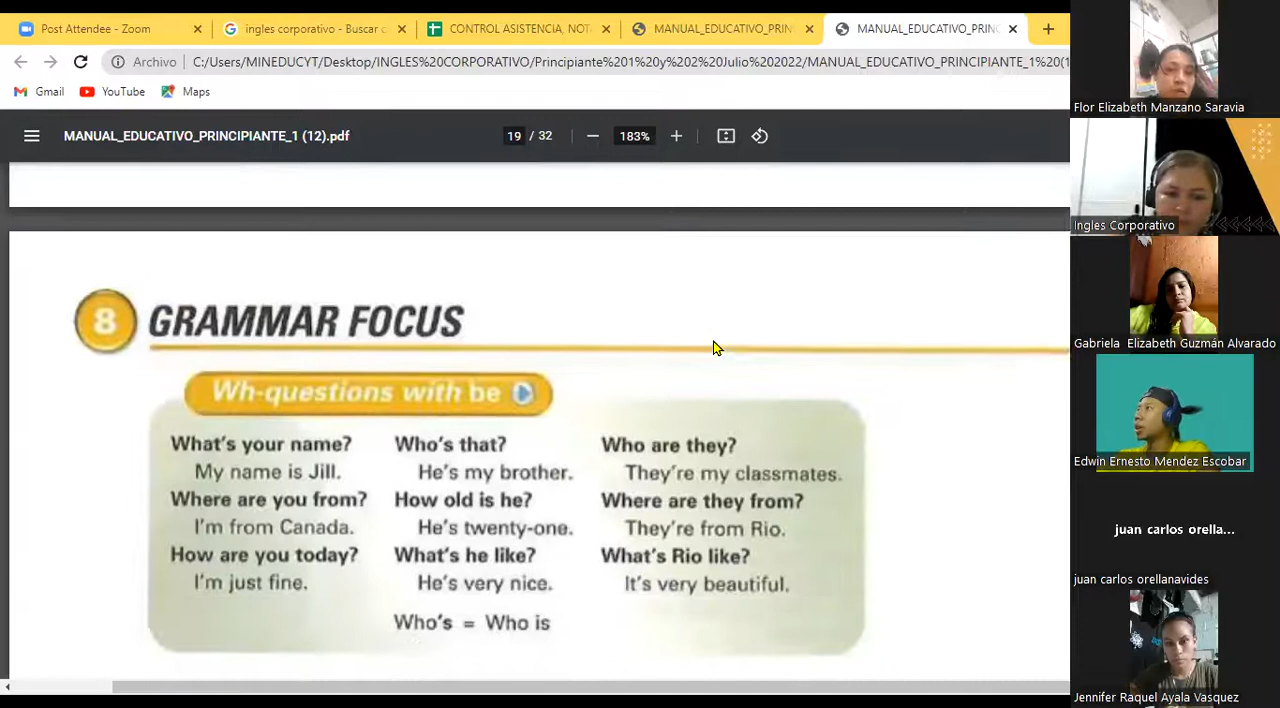 Post Attendee - Zoom
ingles corporativo - Buscar c
CONTROL ASISTENCIA, NOT
MANUAL_EDUCATIVO_PRIN
MANUAL_EDUCATIVO_PRINC
Archivo
C:/Users/MINEDUCYT/Desktop/INGLES%20CORPORATIVO/Principiante%201%20y%202%20Julio%202022/MANUAL_EDUCATIVO_PRINCIPIANTE_1%20(1
Gmail
YouTube
Maps
MANUAL_EDUCATIVO_PRINCIPIANTE_1 (12).pdf
19 / 32
183%
8 GRAMMAR FOCUS
Wh-questions with be
What's your name?
My name is Jill.
Where are you from?
I'm from Canada.
How are you today?
I'm just fine.
Who's that?
He's my brother.
How old is he?
He's twenty-one.
What's he like?
He's very nice.
Who's = Who is
Who are they?
They're my classmates.
Where are they from?
They're from Rio.
What's Rio like?
It's very beautiful.
Flor Elizabeth Manzano Saravia
Ingles Corporativo
Gabriela Elizabeth Guzmán Alvarado
Edwin Ernesto Mendez Escobar
juan carlos orella...
juan carlos orellanavides
Jennifer Raquel Ayala Vasquez